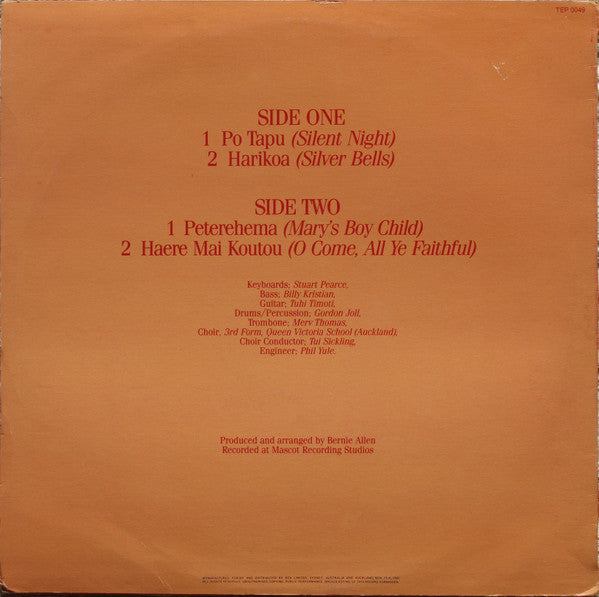 TEP 0049
SIDE ONE
1 Po Tapu (Silent Night)
2 Harikoa (Silver Bells)
SIDE TWO
1 Peterehema (Mary's Boy Child)
2 Haere Mai Koutou (O Come, All Ye Faithful)
Keyboards; Stuart Pearce,
Bass; Billy Kristian,
Guitar; Tuhi Timoti,
Drums/Percussion; Gordon Joll,
Trombone; Merv Thomas,
Choir, 3rd Form, Queen Victoria School (Auckland),
Choir Conductor; Tui Sickling,
Engineer; Phil Yule.
Produced and arranged by Bernie Allen
Recorded at Mascot Recording Studios